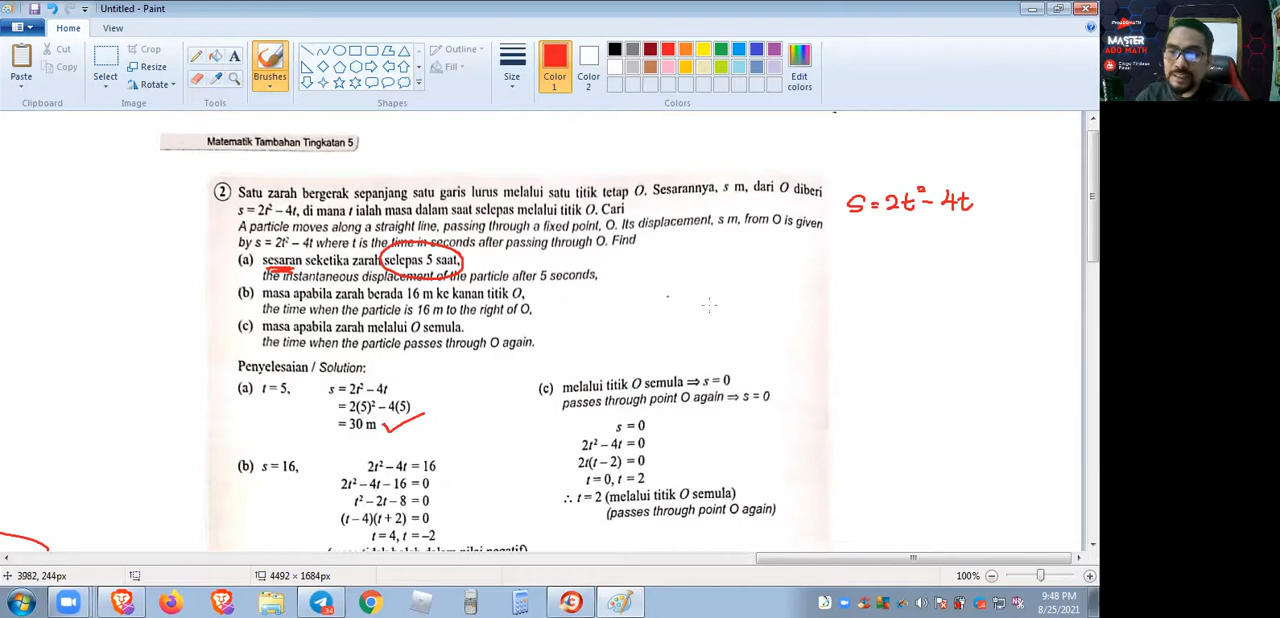 Untitled - Paint
Home View
Paste
Cut
Copy
Clipboard
Select
Crop
Resize
Rotate
Image
Tools
Brushes
Outline
Fill
Shapes
Size
Color 1
Color 2
Edit colors
Colors
MASTER
ADD MATH
Matematik Tambahan Tingkatan 5
2 Satu zarah bergerak sepanjang satu garis lurus melalui satu titik tetap O. Sesarannya, s m, dari O diberi
s = 2t² – 4t, di mana t ialah masa dalam saat selepas melalui titik O. Cari
A particle moves along a straight line, passing through a fixed point, O. Its displacement, s m, from O is given
by s = 2t² – 4t where t is the time in seconds after passing through O. Find
(a) sesaran seketika zarah selepas 5 saat,
the instantaneous displacement of the particle after 5 seconds,
(b) masa apabila zarah berada 16 m ke kanan titik O,
the time when the particle is 16 m to the right of O,
(c) masa apabila zarah melalui O semula.
the time when the particle passes through O again.
s = 2t² - 4t
Penyelesaian / Solution:
(a) t = 5, s = 2t² – 4t
= 2(5)² – 4(5)
= 30 m
(b) s = 16, 2t² – 4t = 16
2t² – 4t – 16 = 0
t² – 2t – 8 = 0
(t – 4)(t + 2) = 0
t = 4, t = –2
(c) melalui titik O semula ⇒ s = 0
passes through point O again ⇒ s = 0
s = 0
2t² – 4t = 0
2t(t – 2) = 0
t = 0, t = 2
∴ t = 2 (melalui titik O semula)
(passes through point O again)
3982, 244px
4492 × 1684px
100%
9:48 PM
8/25/2021